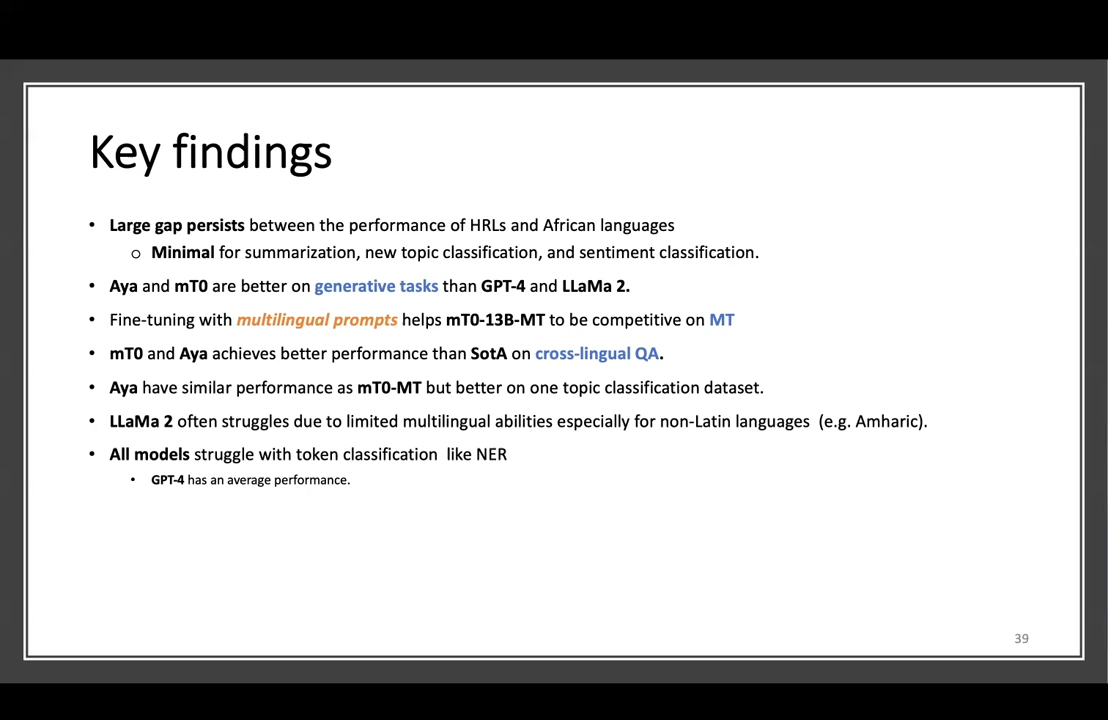 Key findings
• Large gap persists between the performance of HRLs and African languages
o Minimal for summarization, new topic classification, and sentiment classification.
• Aya and mT0 are better on generative tasks than GPT-4 and LLaMa 2.
• Fine-tuning with multilingual prompts helps mT0-13B-MT to be competitive on MT
• mT0 and Aya achieves better performance than SotA on cross-lingual QA.
• Aya have similar performance as mT0-MT but better on one topic classification dataset.
• LLaMa 2 often struggles due to limited multilingual abilities especially for non-Latin languages (e.g. Amharic).
• All models struggle with token classification like NER
• GPT-4 has an average performance.
39